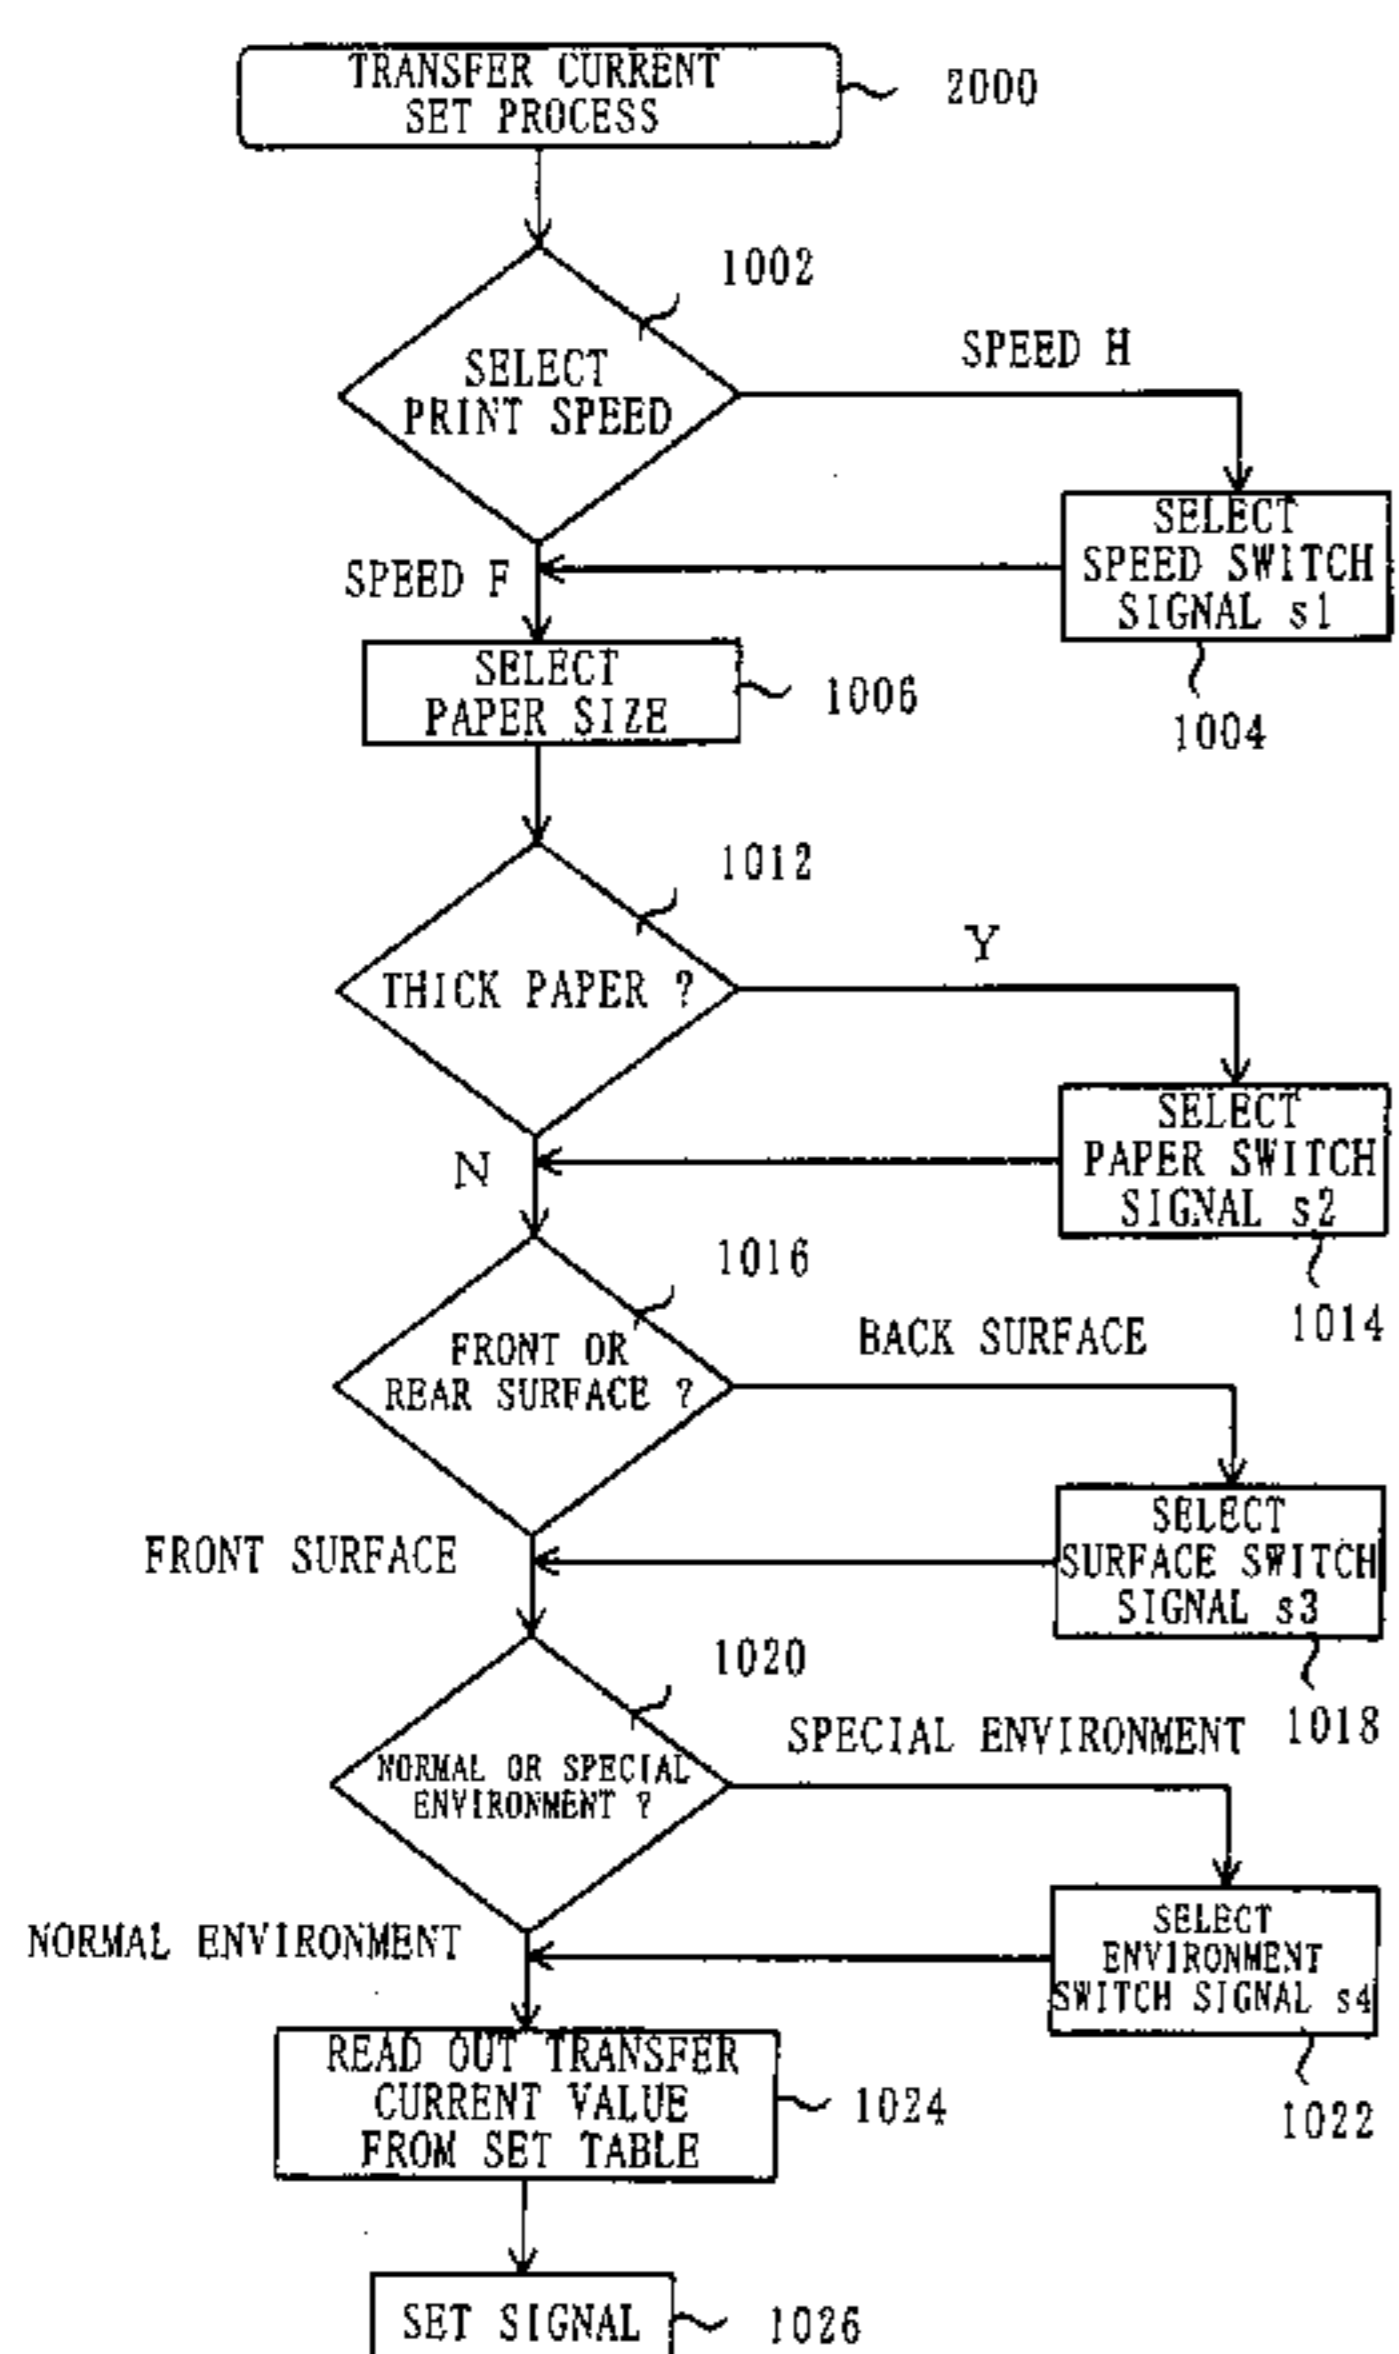 TRANSFER CURRENT
SET PROCESS
2000
1002
SELECT
PRINT SPEED
SPEED H
SELECT
SPEED SWITCH
SIGNAL s1
1004
SPEED F
SELECT
PAPER SIZE
1006
1012
THICK PAPER ?
Y
SELECT
PAPER SWITCH
SIGNAL s2
1014
N
1016
FRONT OR
REAR SURFACE ?
BACK SURFACE
SELECT
SURFACE SWITCH
SIGNAL s3
1018
FRONT SURFACE
1020
NORMAL OR SPECIAL
ENVIRONMENT ?
SPECIAL ENVIRONMENT
SELECT
ENVIRONMENT
SWITCH SIGNAL s4
1022
NORMAL ENVIRONMENT
READ OUT TRANSFER
CURRENT VALUE
FROM SET TABLE
1024
SET SIGNAL
1026